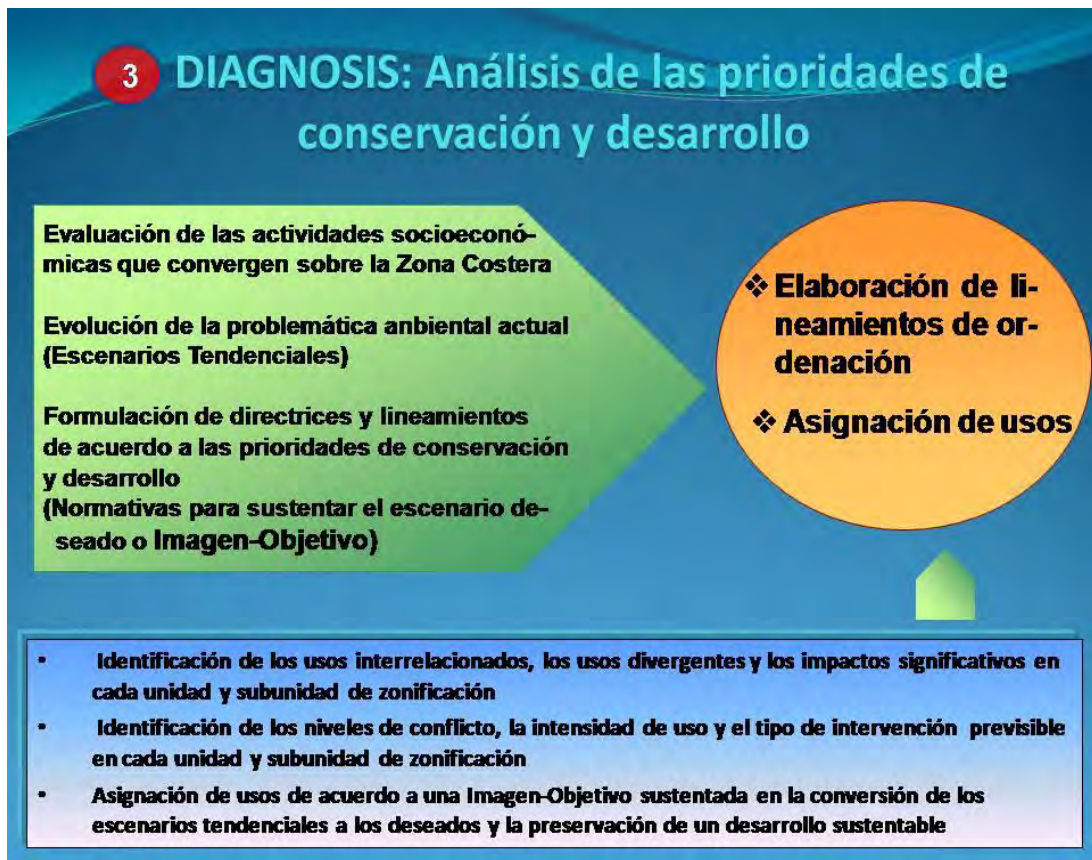 3 DIAGNOSIS: Análisis de las prioridades de
conservación y desarrollo
Evaluación de las actividades socioeconó-
micas que convergen sobre la Zona Costera
Evolución de la problemática anbiental actual
(Escenarios Tendenciales)
Formulación de directrices y lineamientos
de acuerdo a las prioridades de conservación
y desarrollo
(Normativas para sustentar el escenario de-
seado o Imagen-Objetivo)
❖ Elaboración de li-
neamientos de or-
denación
❖ Asignación de usos
• Identificación de los usos interrelacionados, los usos divergentes y los impactos significativos en
cada unidad y subunidad de zonificación
• Identificación de los niveles de conflicto, la intensidad de uso y el tipo de intervención previsible
en cada unidad y subunidad de zonificación
• Asignación de usos de acuerdo a una Imagen-Objetivo sustentada en la conversión de los
escenarios tendenciales a los deseados y la preservación de un desarrollo sustentable